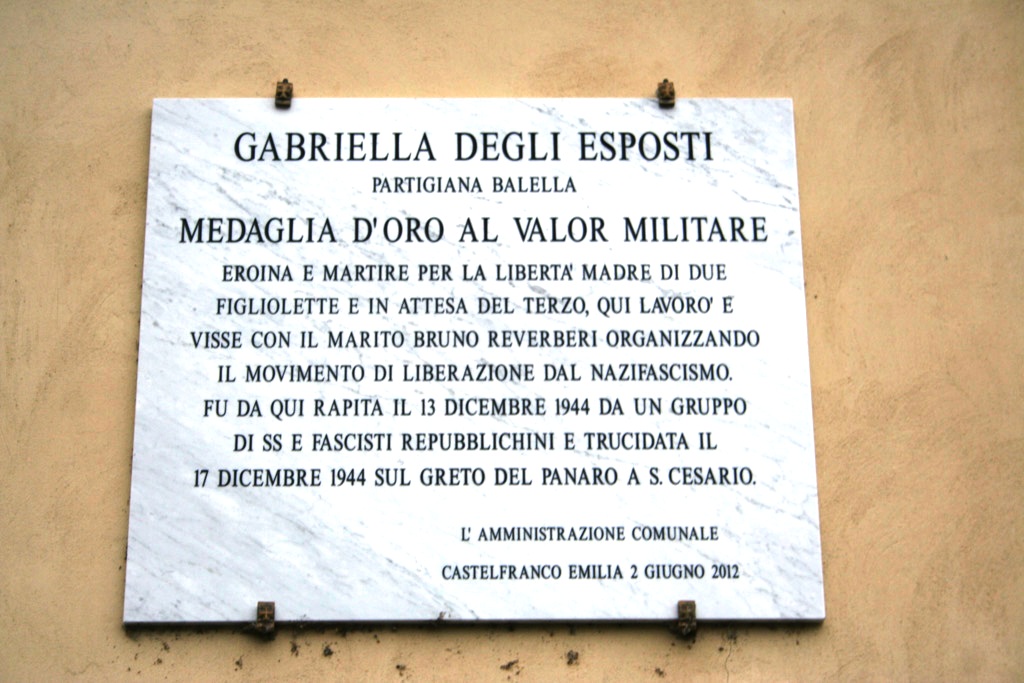 GABRIELLA DEGLI ESPOSTI
PARTIGIANA BALELLA
MEDAGLIA D'ORO AL VALOR MILITARE
EROINA E MARTIRE PER LA LIBERTA' MADRE DI DUE
FIGLIOLETTE E IN ATTESA DEL TERZO, QUI LAVORO' E
VISSE CON IL MARITO BRUNO REVERBERI ORGANIZZANDO
IL MOVIMENTO DI LIBERAZIONE DAL NAZIFASCISMO.
FU DA QUI RAPITA IL 13 DICEMBRE 1944 DA UN GRUPPO
DI SS E FASCISTI REPUBBLICHINI E TRUCIDATA IL
17 DICEMBRE 1944 SUL GRETO DEL PANARO A S. CESARIO.
L' AMMINISTRAZIONE COMUNALE
CASTELFRANCO EMILIA 2 GIUGNO 2012